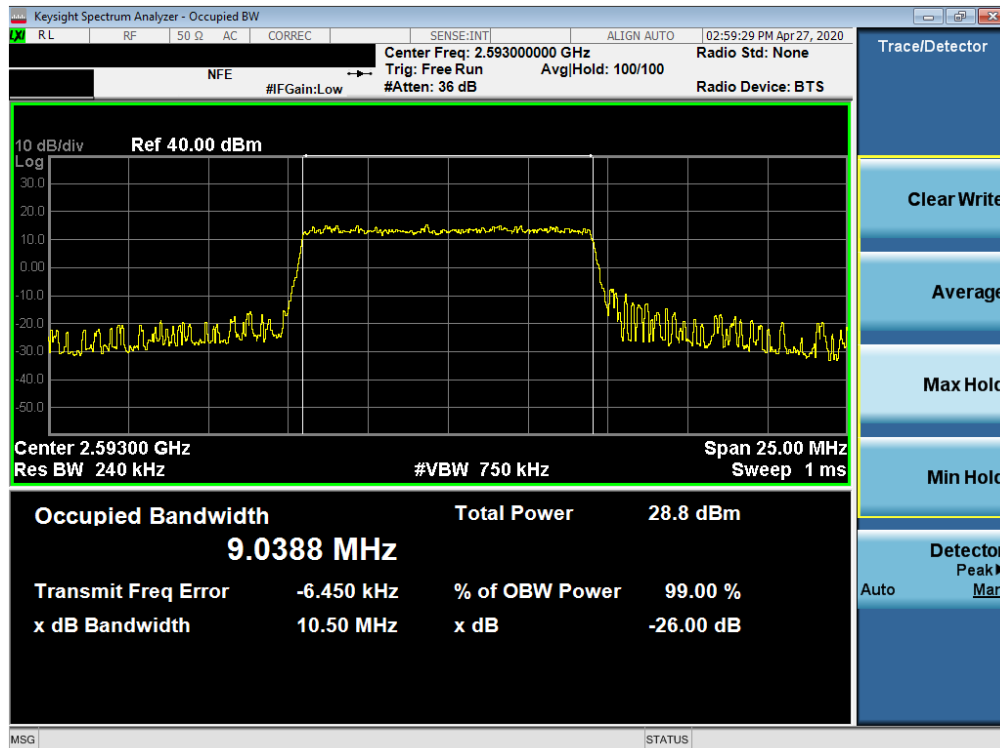 Keysight Spectrum Analyzer - Occupied BW
LXI RL RF 50 Ω AC CORREC SENSE:INT ALIGN AUTO 02:59:29 PM Apr 27, 2020
Center Freq: 2.593000000 GHz Radio Std: None
NFE Trig: Free Run Avg|Hold: 100/100
#IFGain:Low #Atten: 36 dB Radio Device: BTS
Trace/Detector
10 dB/div Ref 40.00 dBm
Log
30.0
20.0
10.0
0.00
-10.0
-20.0
-30.0
-40.0
-50.0
Center 2.59300 GHz Span 25.00 MHz
Res BW 240 kHz #VBW 750 kHz Sweep 1 ms
Occupied Bandwidth Total Power 28.8 dBm
9.0388 MHz
Transmit Freq Error -6.450 kHz % of OBW Power 99.00 %
x dB Bandwidth 10.50 MHz x dB -26.00 dB
Clear Write
Average
Max Hold
Min Hold
Detector
Peak
Auto Man
MSG STATUS